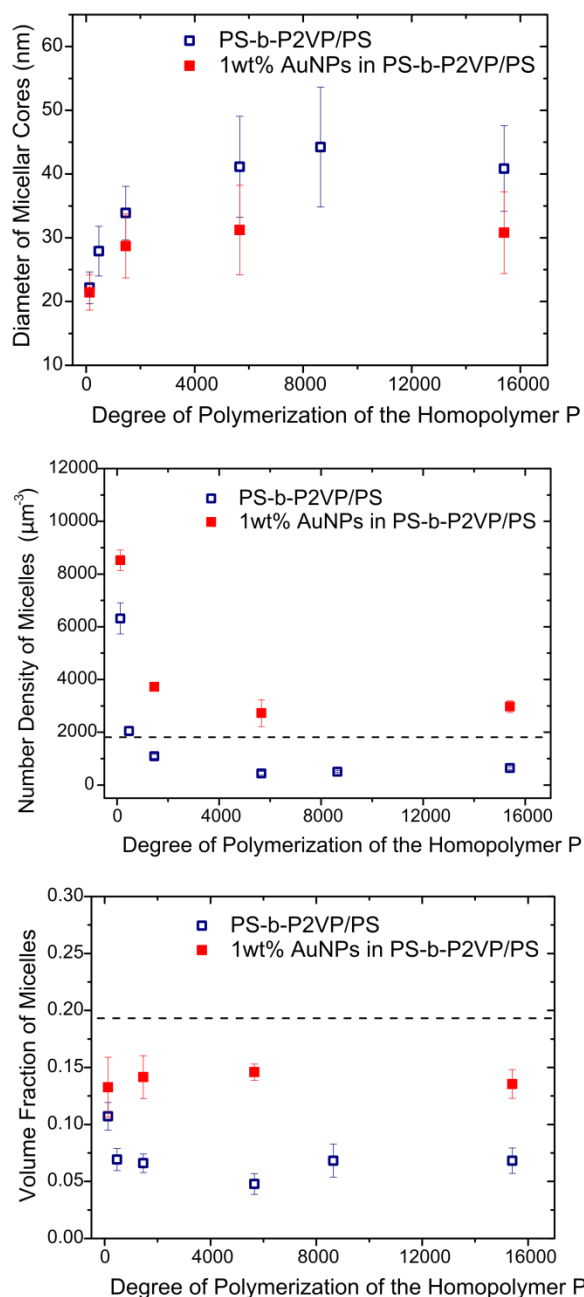 PS-b-P2VP/PS
1wt% AuNPs in PS-b-P2VP/PS
Diameter of Micellar Cores (nm)
60
50
40
30
20
10
0 4000 8000 12000 16000
Degree of Polymerization of the Homopolymer P
PS-b-P2VP/PS
1wt% AuNPs in PS-b-P2VP/PS
Number Density of Micelles (µm⁻³)
12000
10000
8000
6000
4000
2000
0
0 4000 8000 12000 16000
Degree of Polymerization of the Homopolymer P
PS-b-P2VP/PS
1wt% AuNPs in PS-b-P2VP/PS
Volume Fraction of Micelles
0.30
0.25
0.20
0.15
0.10
0.05
0.00
0 4000 8000 12000 16000
Degree of Polymerization of the Homopolymer P